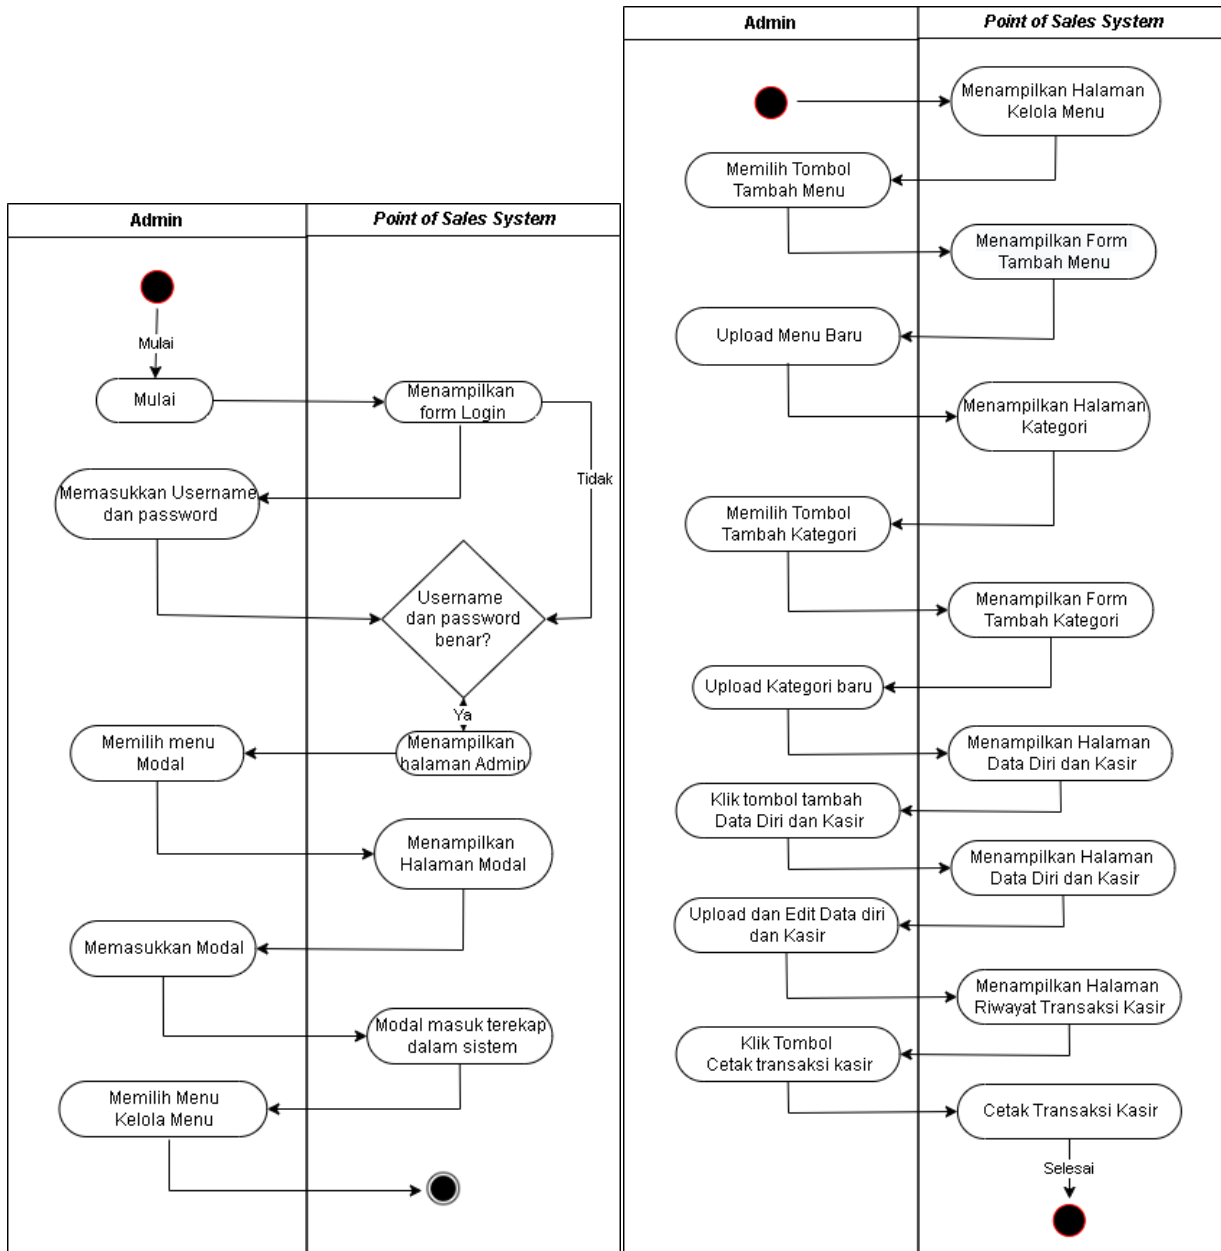 Admin
Point of Sales System
Mulai
Mulai
Menampilkan
form Login
Tidak
Memasukkan Username
dan password
Username
dan password
benar?
Ya
Menampilkan
halaman Admin
Memilih menu
Modal
Menampilkan
Halaman Modal
Memasukkan Modal
Modal masuk terekap
dalam sistem
Memilih Menu
Kelola Menu
Admin
Point of Sales System
Menampilkan Halaman
Kelola Menu
Memilih Tombol
Tambah Menu
Menampilkan Form
Tambah Menu
Upload Menu Baru
Menampilkan Halaman
Kategori
Memilih Tombol
Tambah Kategori
Menampilkan Form
Tambah Kategori
Upload Kategori baru
Menampilkan Halaman
Data Diri dan Kasir
Klik tombol tambah
Data Diri dan Kasir
Menampilkan Halaman
Data Diri dan Kasir
Upload dan Edit Data diri
dan Kasir
Menampilkan Halaman
Riwayat Transaksi Kasir
Klik Tombol
Cetak transaksi kasir
Cetak Transaksi Kasir
Selesai